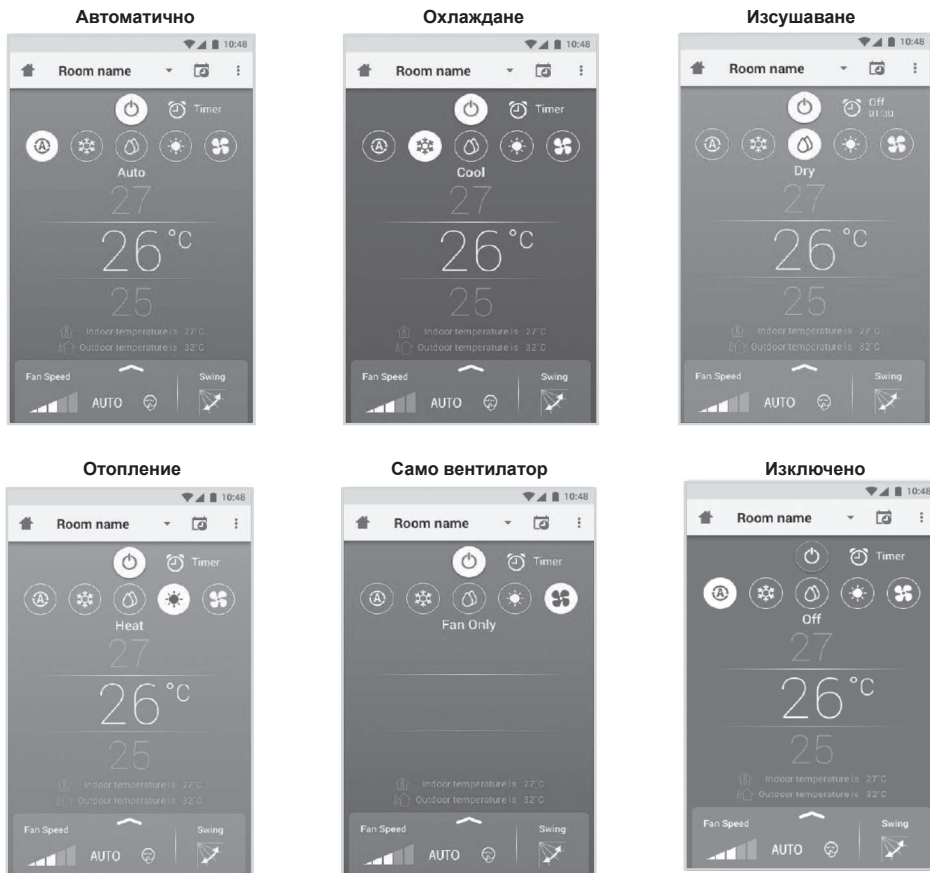 Автоматично
10:48
Room name
Timer
Auto
27
26°C
25
Indoor temperature is 27°C
Outdoor temperature is 32°C
Fan Speed Swing
AUTO
Охлаждане
10:48
Room name
Timer
Cool
27
26°C
25
Indoor temperature is 27°C
Outdoor temperature is 32°C
Fan Speed Swing
AUTO
Изсушаване
10:48
Room name
Off
01:30
Dry
27
26°C
25
Indoor temperature is 27°C
Outdoor temperature is 32°C
Fan Speed Swing
AUTO
Отопление
10:48
Room name
Timer
Heat
27
26°C
25
Indoor temperature is 27°C
Outdoor temperature is 32°C
Fan Speed Swing
AUTO
Само вентилатор
10:48
Room name
Timer
Fan Only
Indoor temperature is 27°C
Outdoor temperature is 32°C
Fan Speed Swing
AUTO
Изключено
10:48
Room name
Timer
Off
27
26°C
25
Indoor temperature is 27°C
Outdoor temperature is 32°C
Fan Speed Swing
AUTO